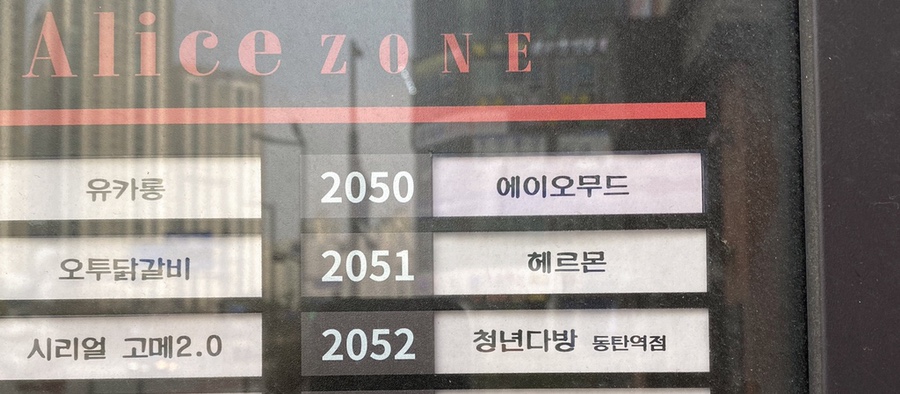 Alice ZONE
유카롱 2050 에이오무드
오투닭갈비 2051 헤르몬
시리얼 고메2.0 2052 청년다방 동탄역점